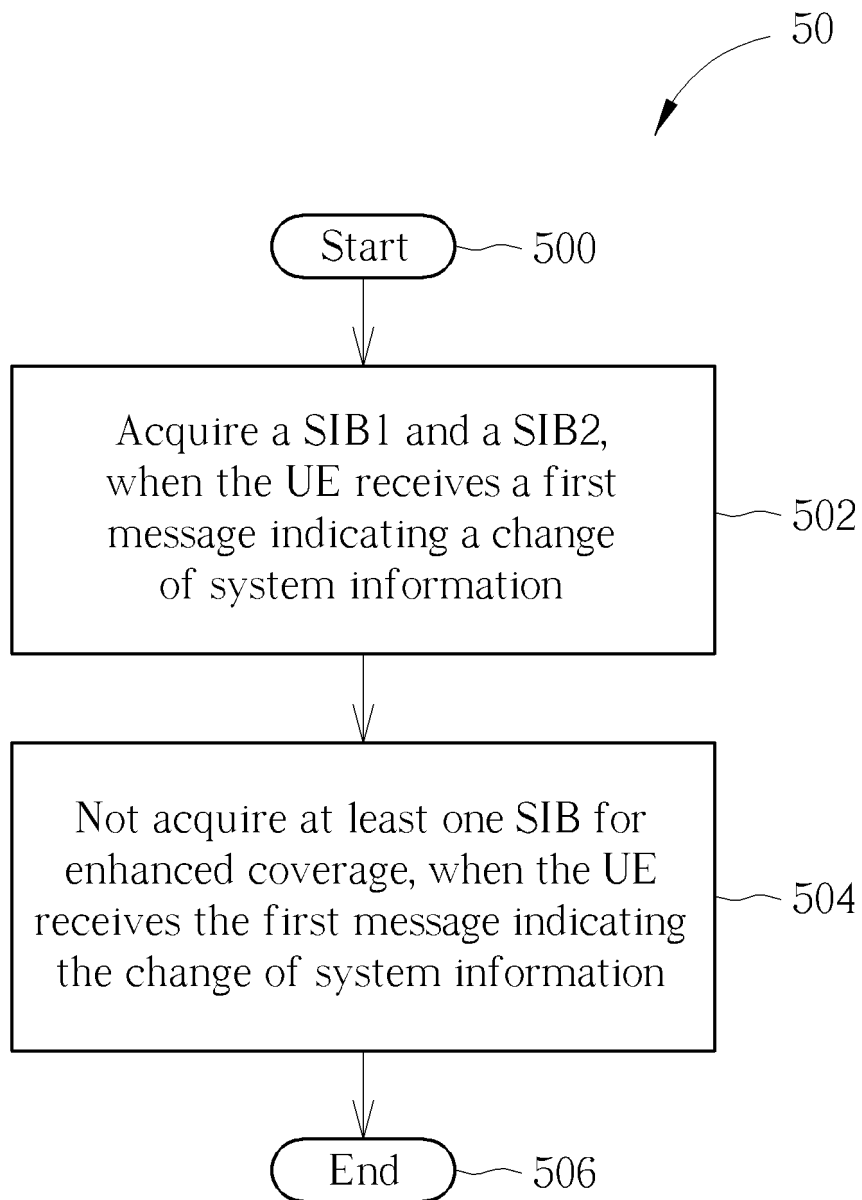 50
Start
500
Acquire a SIB1 and a SIB2,
when the UE receives a first
message indicating a change
of system information
502
Not acquire at least one SIB for
enhanced coverage, when the UE
receives the first message indicating
the change of system information
504
End
506